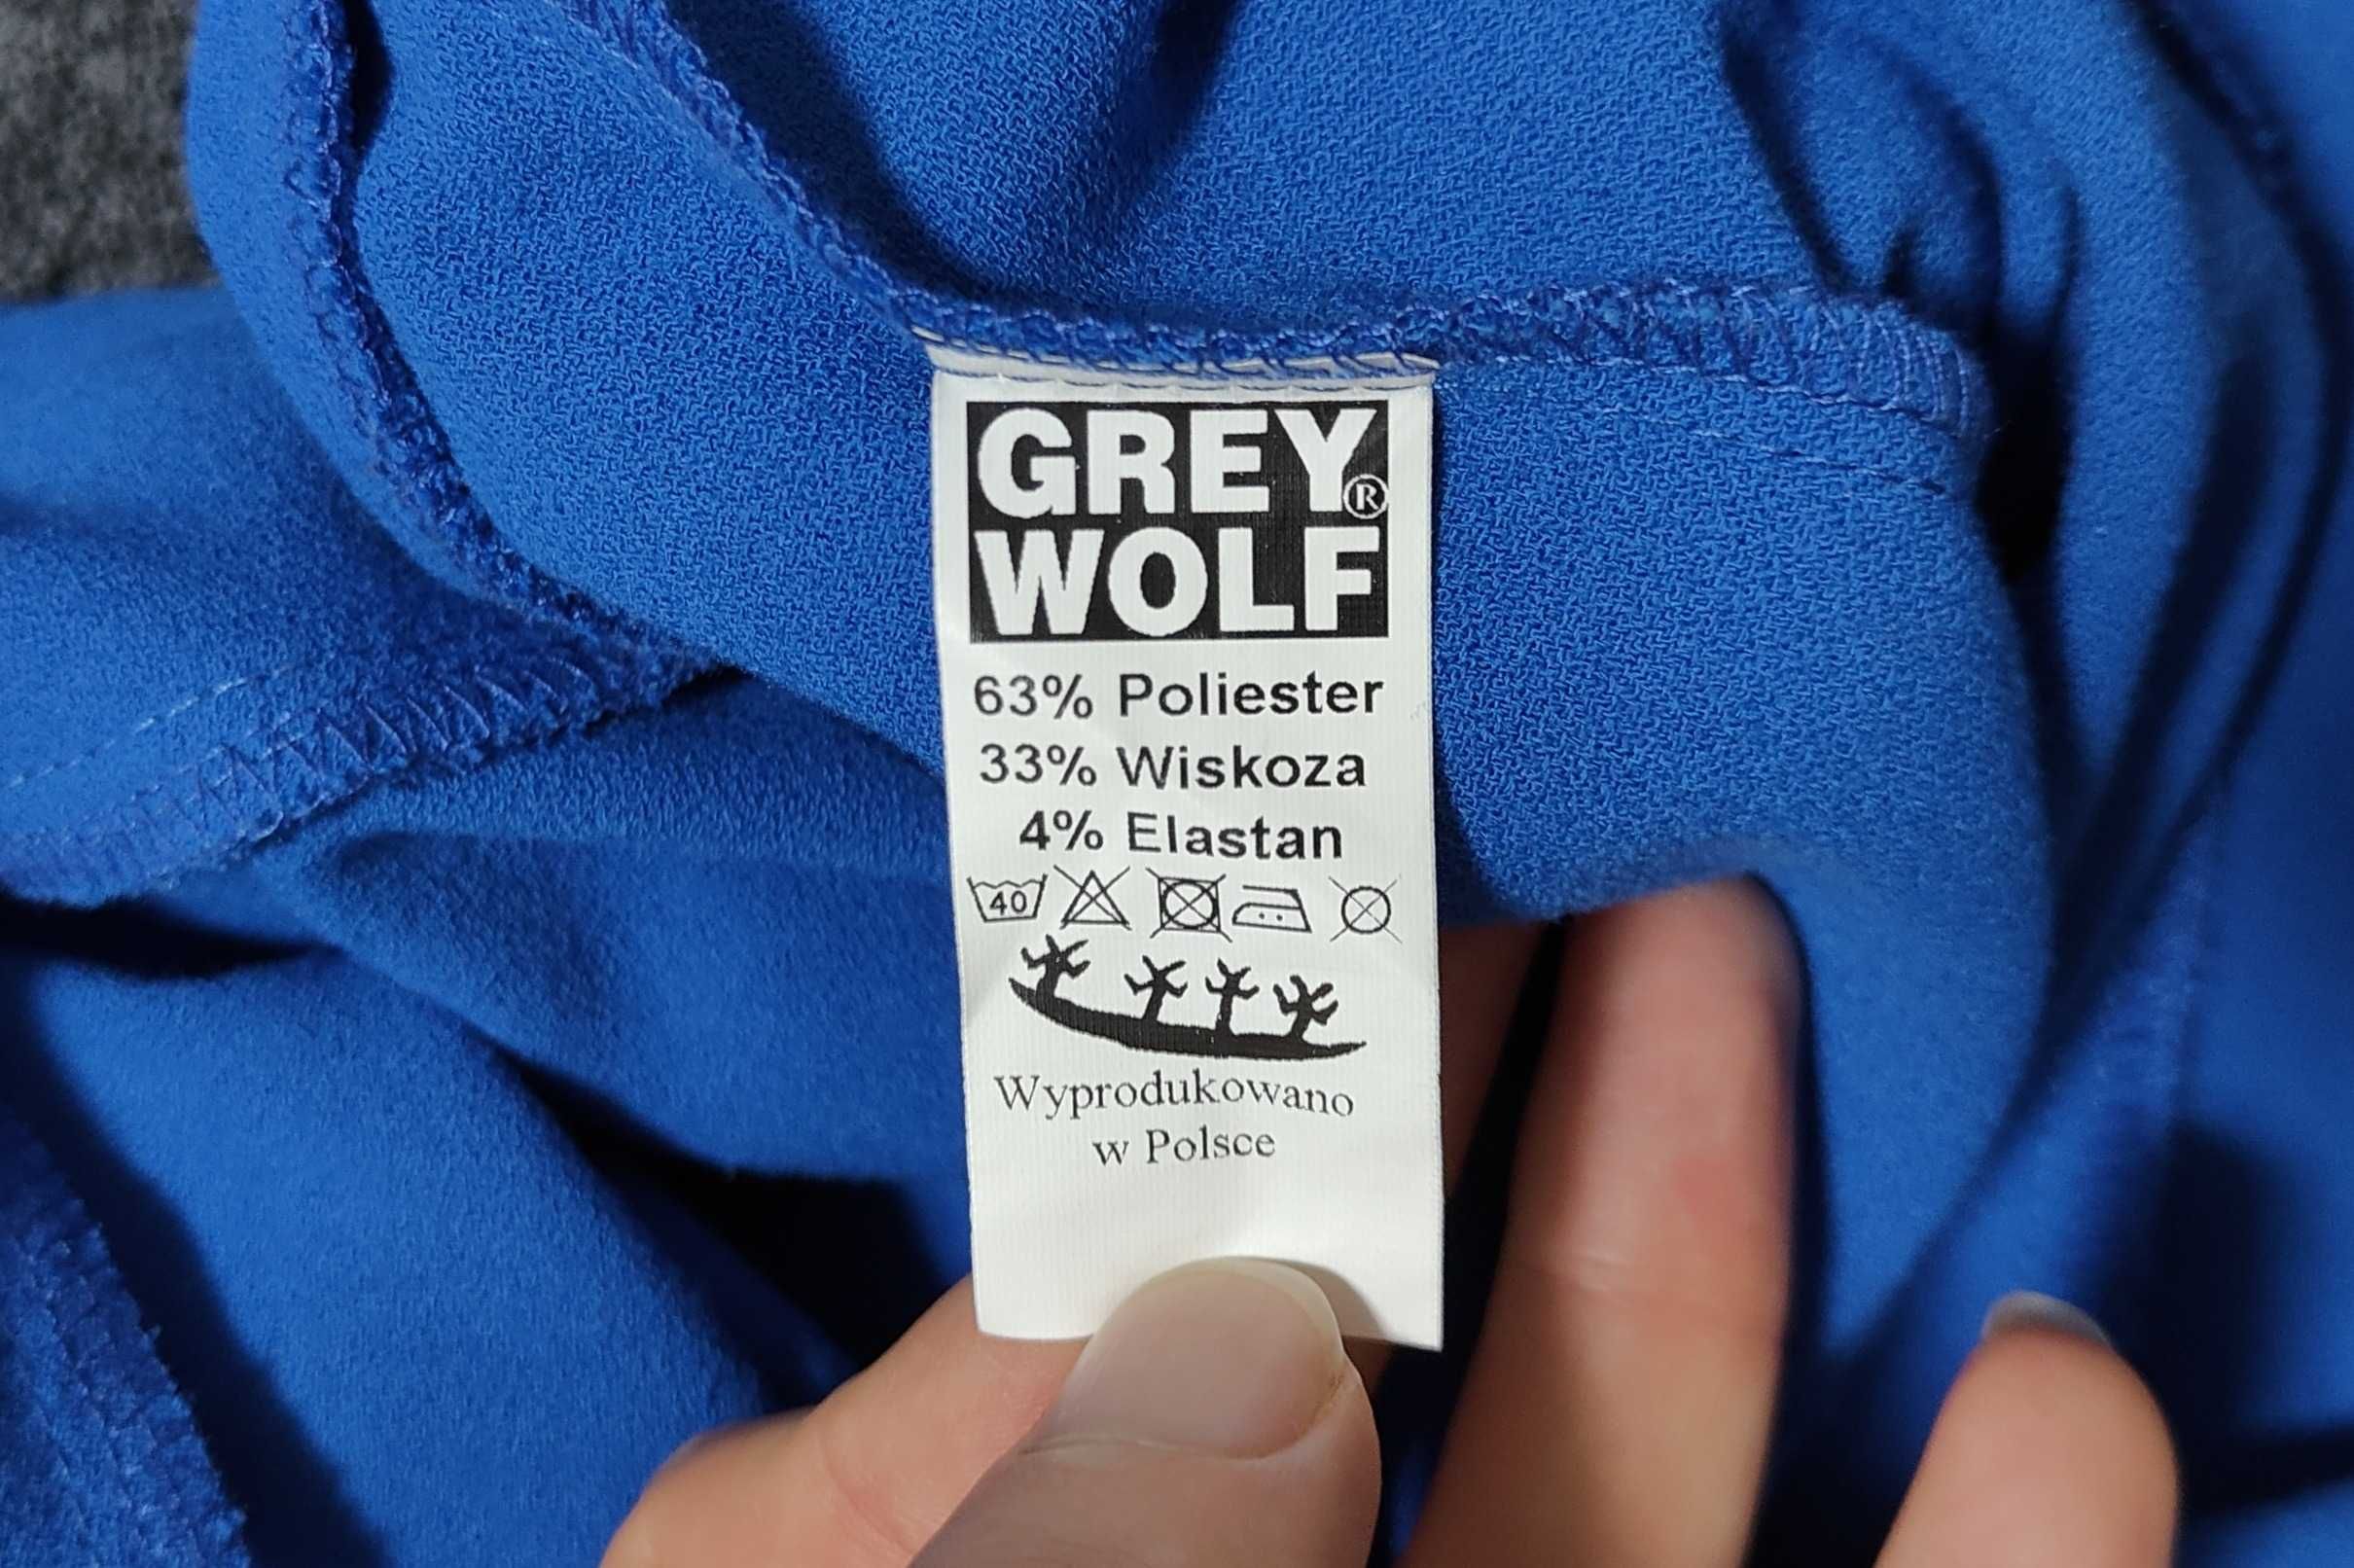 GREY®
WOLF
63% Poliester
33% Wiskoza
4% Elastan
40
Wyprodukowano
w Polsce